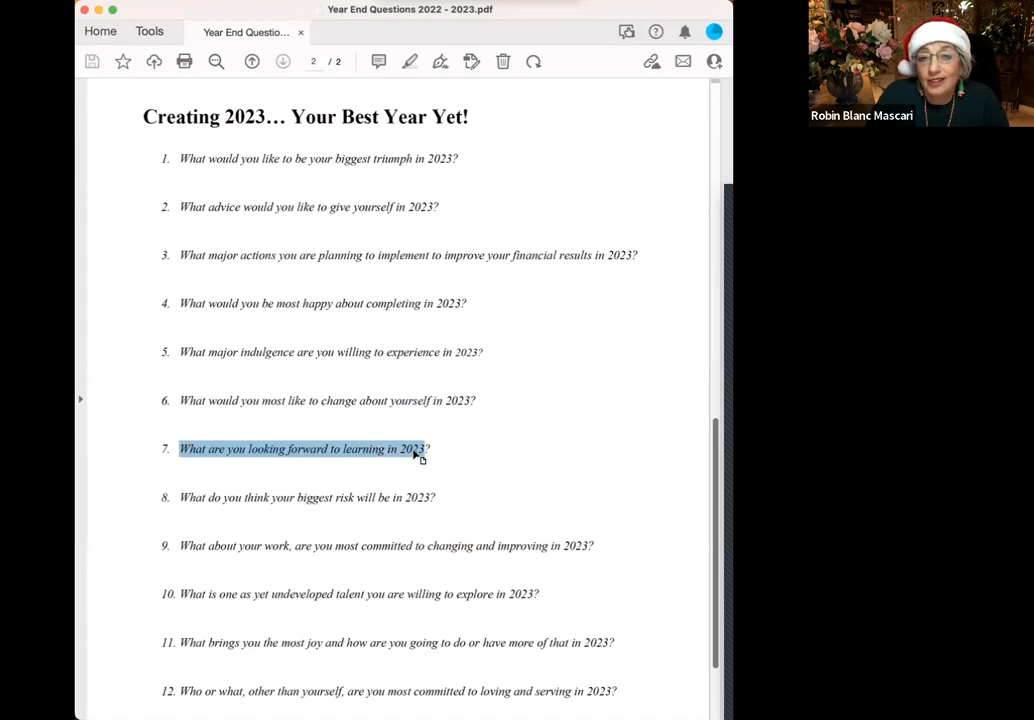 Year End Questions 2022 - 2023.pdf
Home Tools Year End Questio... ×
2 / 2
Robin Blanc Mascari
Creating 2023… Your Best Year Yet!
1. What would you like to be your biggest triumph in 2023?
2. What advice would you like to give yourself in 2023?
3. What major actions you are planning to implement to improve your financial results in 2023?
4. What would you be most happy about completing in 2023?
5. What major indulgence are you willing to experience in 2023?
6. What would you most like to change about yourself in 2023?
7. What are you looking forward to learning in 2023?
8. What do you think your biggest risk will be in 2023?
9. What about your work, are you most committed to changing and improving in 2023?
10. What is one as yet undeveloped talent you are willing to explore in 2023?
11. What brings you the most joy and how are you going to do or have more of that in 2023?
12. Who or what, other than yourself, are you most committed to loving and serving in 2023?